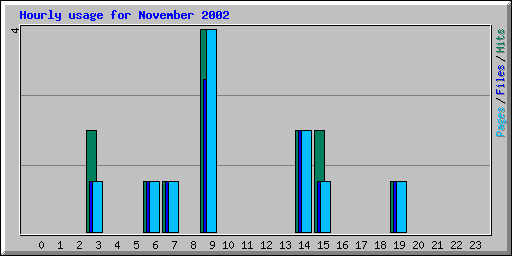 Hourly usage for November 2002
4
Pages / Files / Hits
0 1 2 3 4 5 6 7 8 9 10 11 12 13 14 15 16 17 18 19 20 21 22 23